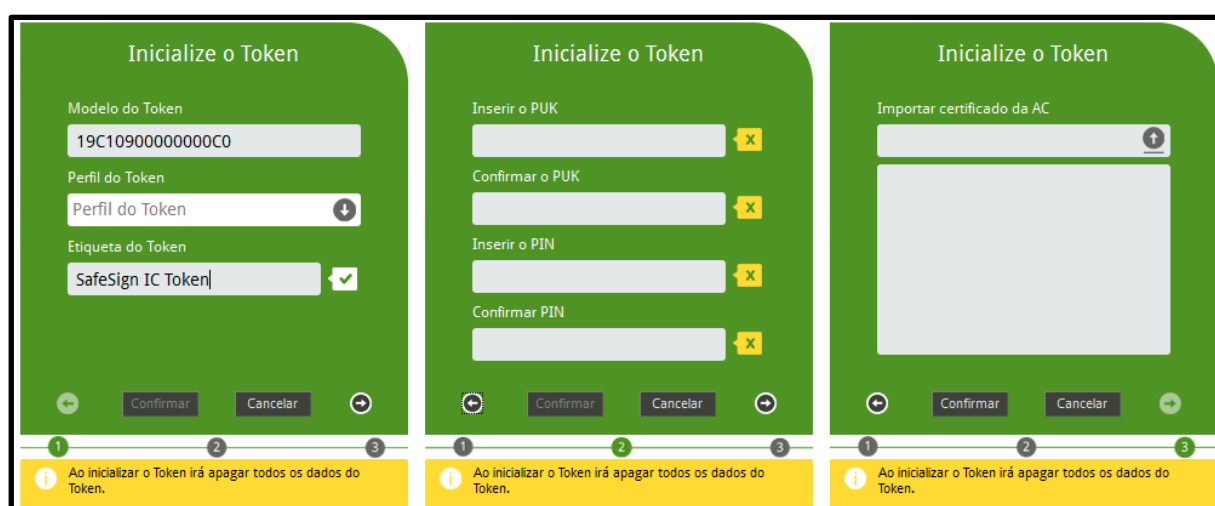 Inicialize o Token
Modelo do Token
19C10900000000C0
Perfil do Token
Perfil do Token
Etiqueta do Token
SafeSign IC Token
Confirmar
Cancelar
1
2
3
Ao inicializar o Token irá apagar todos os dados do
Token.
Inicialize o Token
Inserir o PUK
X
Confirmar o PUK
X
Inserir o PIN
X
Confirmar PIN
X
Confirmar
Cancelar
1
2
3
Ao inicializar o Token irá apagar todos os dados do
Token.
Inicialize o Token
Importar certificado da AC
Confirmar
Cancelar
1
2
3
Ao inicializar o Token irá apagar todos os dados do
Token.